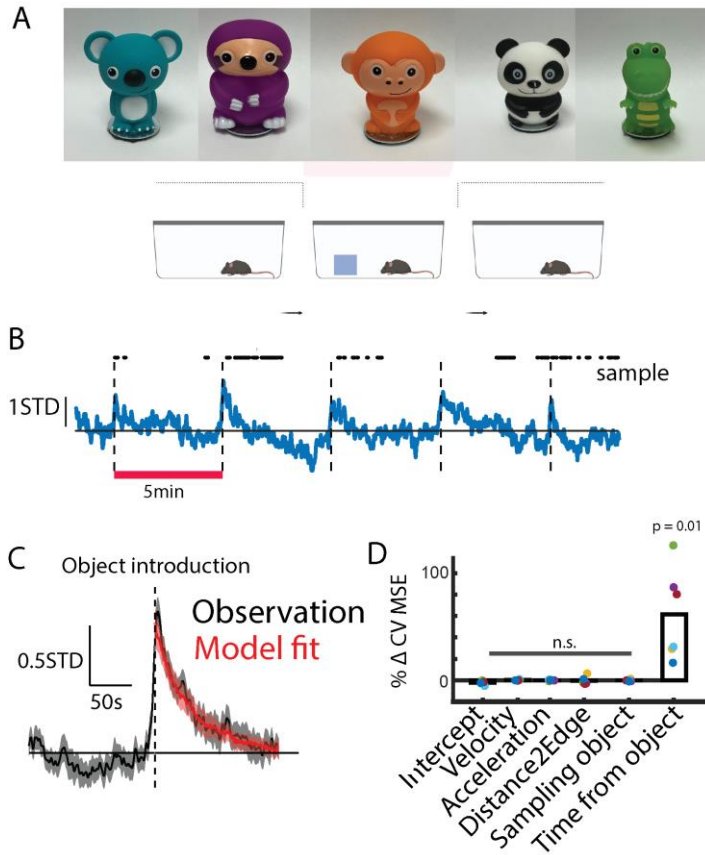 A
B
sample
1STD
5min
C
Object introduction
Observation
Model fit
0.5STD
50s
D
p = 0.01
% Δ CV MSE
100
n.s.
0
Intercept
Velocity
Acceleration
Distance2Edge
Sampling object
Time from object